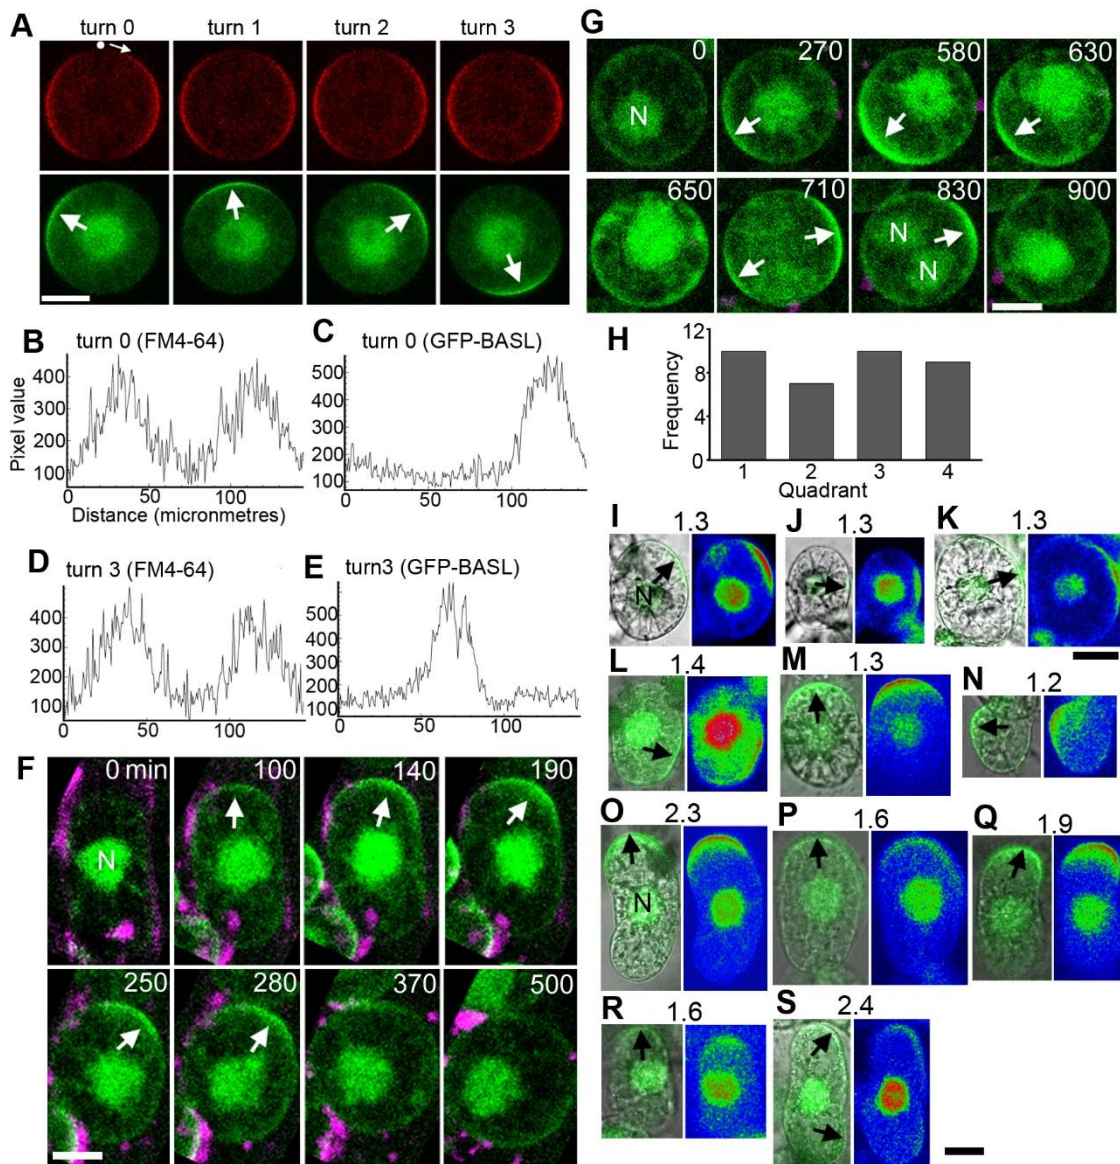 A
turn 0 turn 1 turn 2 turn 3
B turn 0 (FM4-64)
Pixel value
400
300
200
100
0 50 100
Distance (micronmetres)
C turn 0 (GFP-BASL)
500
400
300
200
100
0 50 100
D turn 3 (FM4-64)
500
400
300
200
100
0 50 100
E turn3 (GFP-BASL)
500
400
300
200
100
0 50 100
F
0 min 100 140 190
N
250 280 370 500
G
0 270 580 630
N
650 710 830 900
N
N
H
Frequency
12
8
4
0
1 2 3 4
Quadrant
I 1.3 J 1.3 K 1.3
N
L 1.4 M 1.3 N 1.2
O 2.3 P 1.6 Q 1.9
N
R 1.6 S 2.4